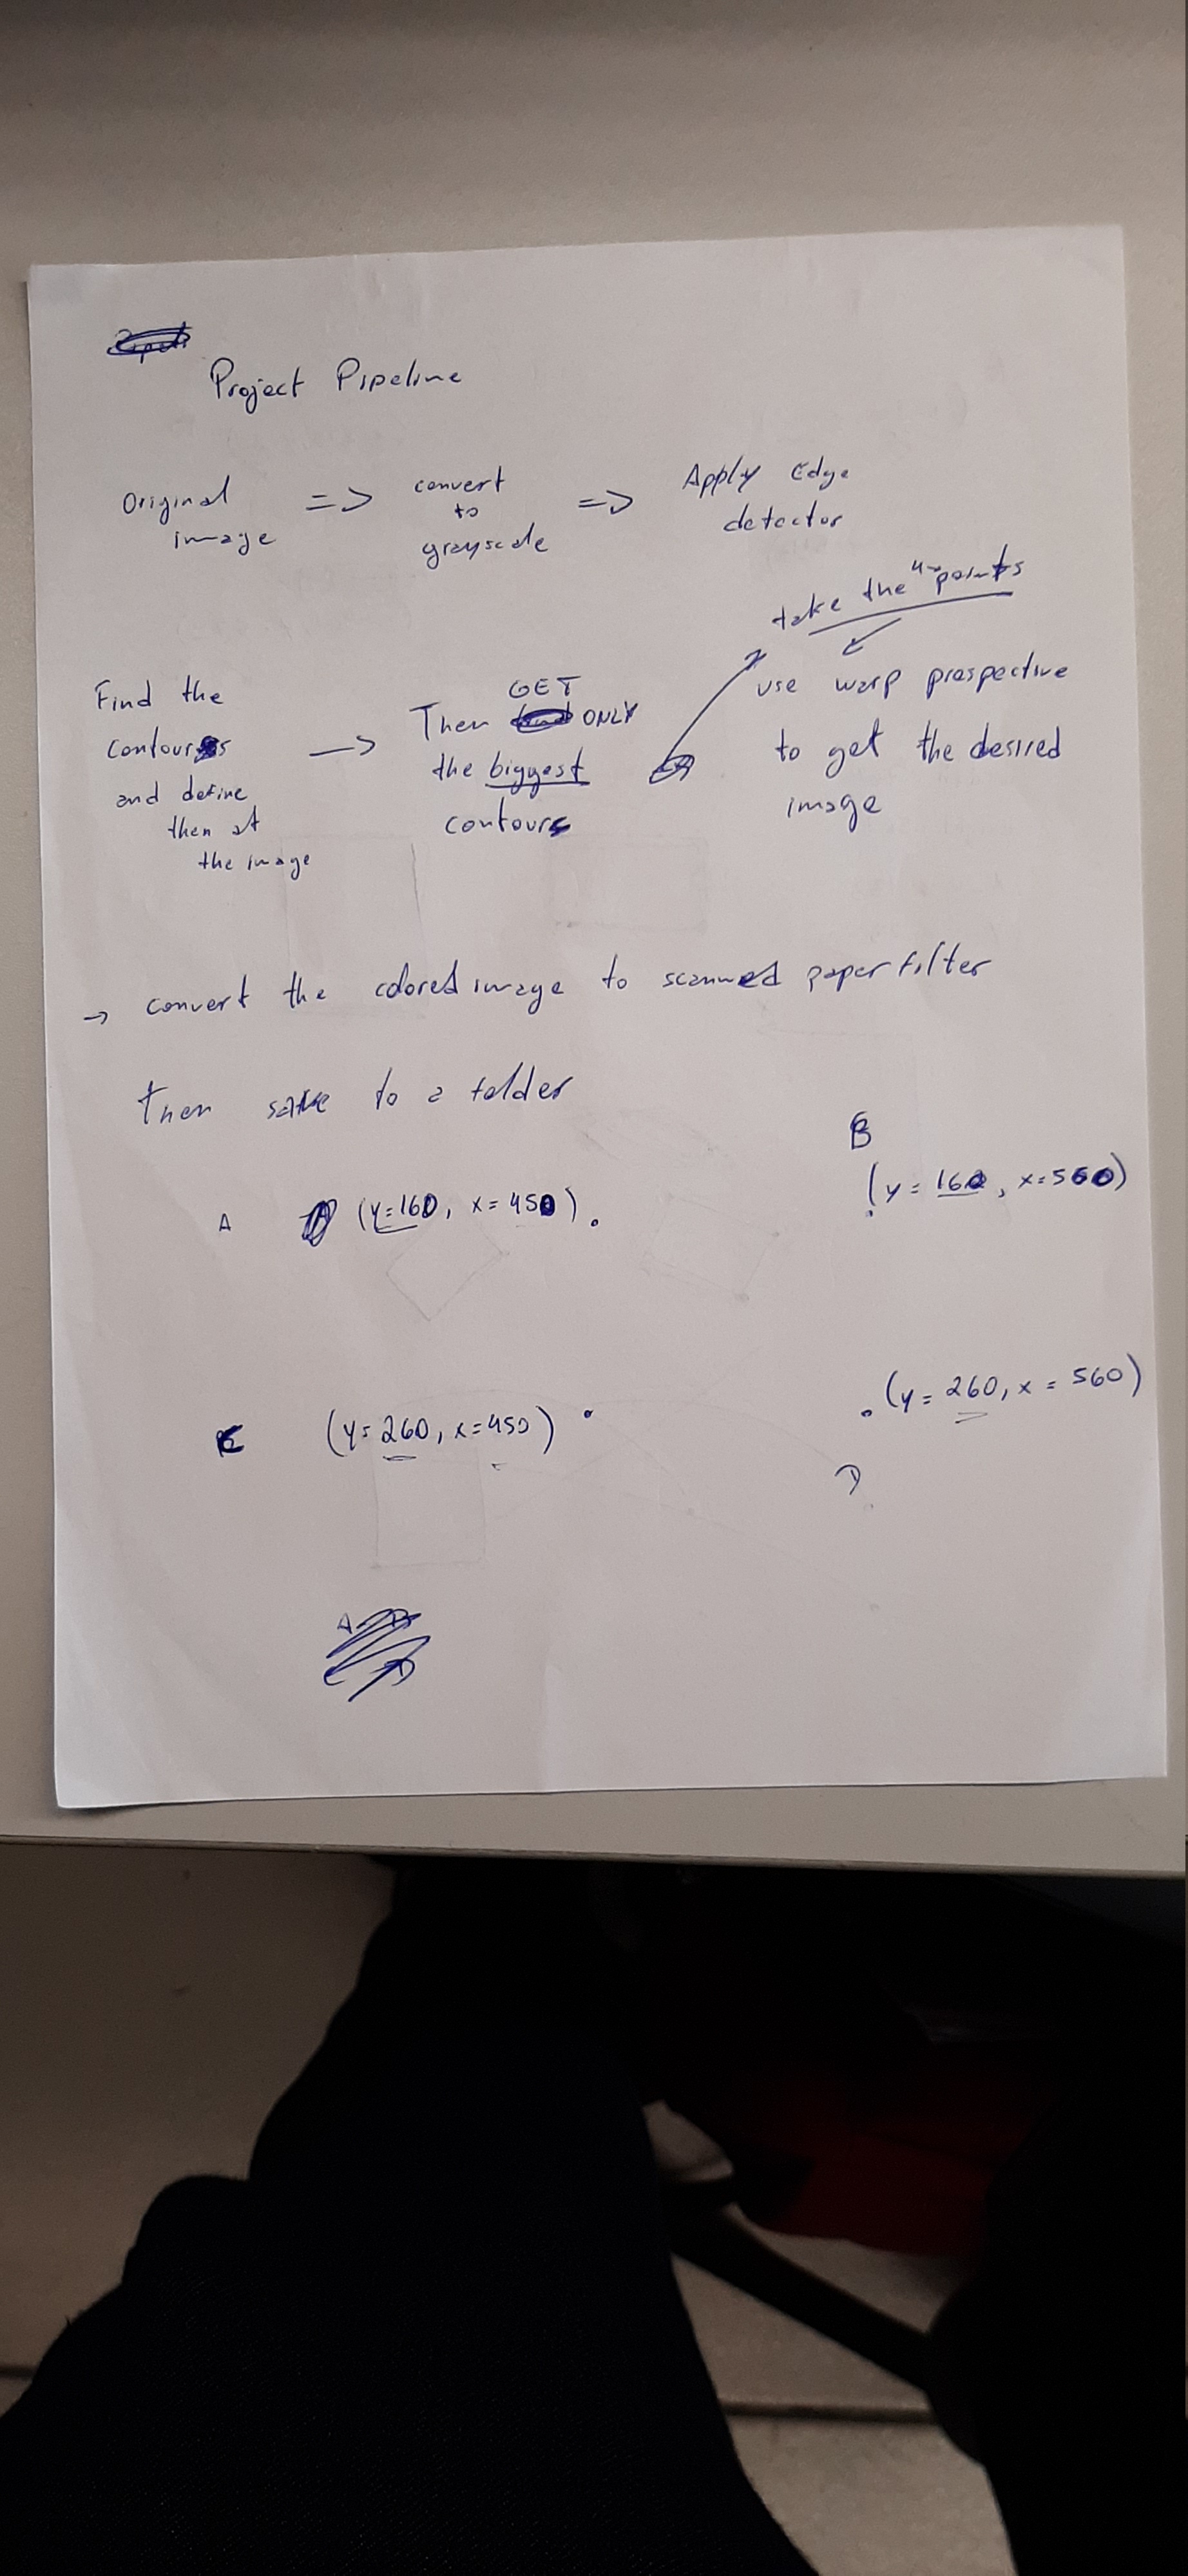 Project Pipeline
Original image => convert to grayscale => Apply Edge detector
take the 4 points
Find the contours and define then at the image -> Then GET ONLY the biggest contours
use warp prespective to get the desired image
-> convert the colored image to scanned paper filter
then save to a folder
B
A (y=160, x=450) (y=160, x=560)
C (y=260, x=450) (y=260, x=560)